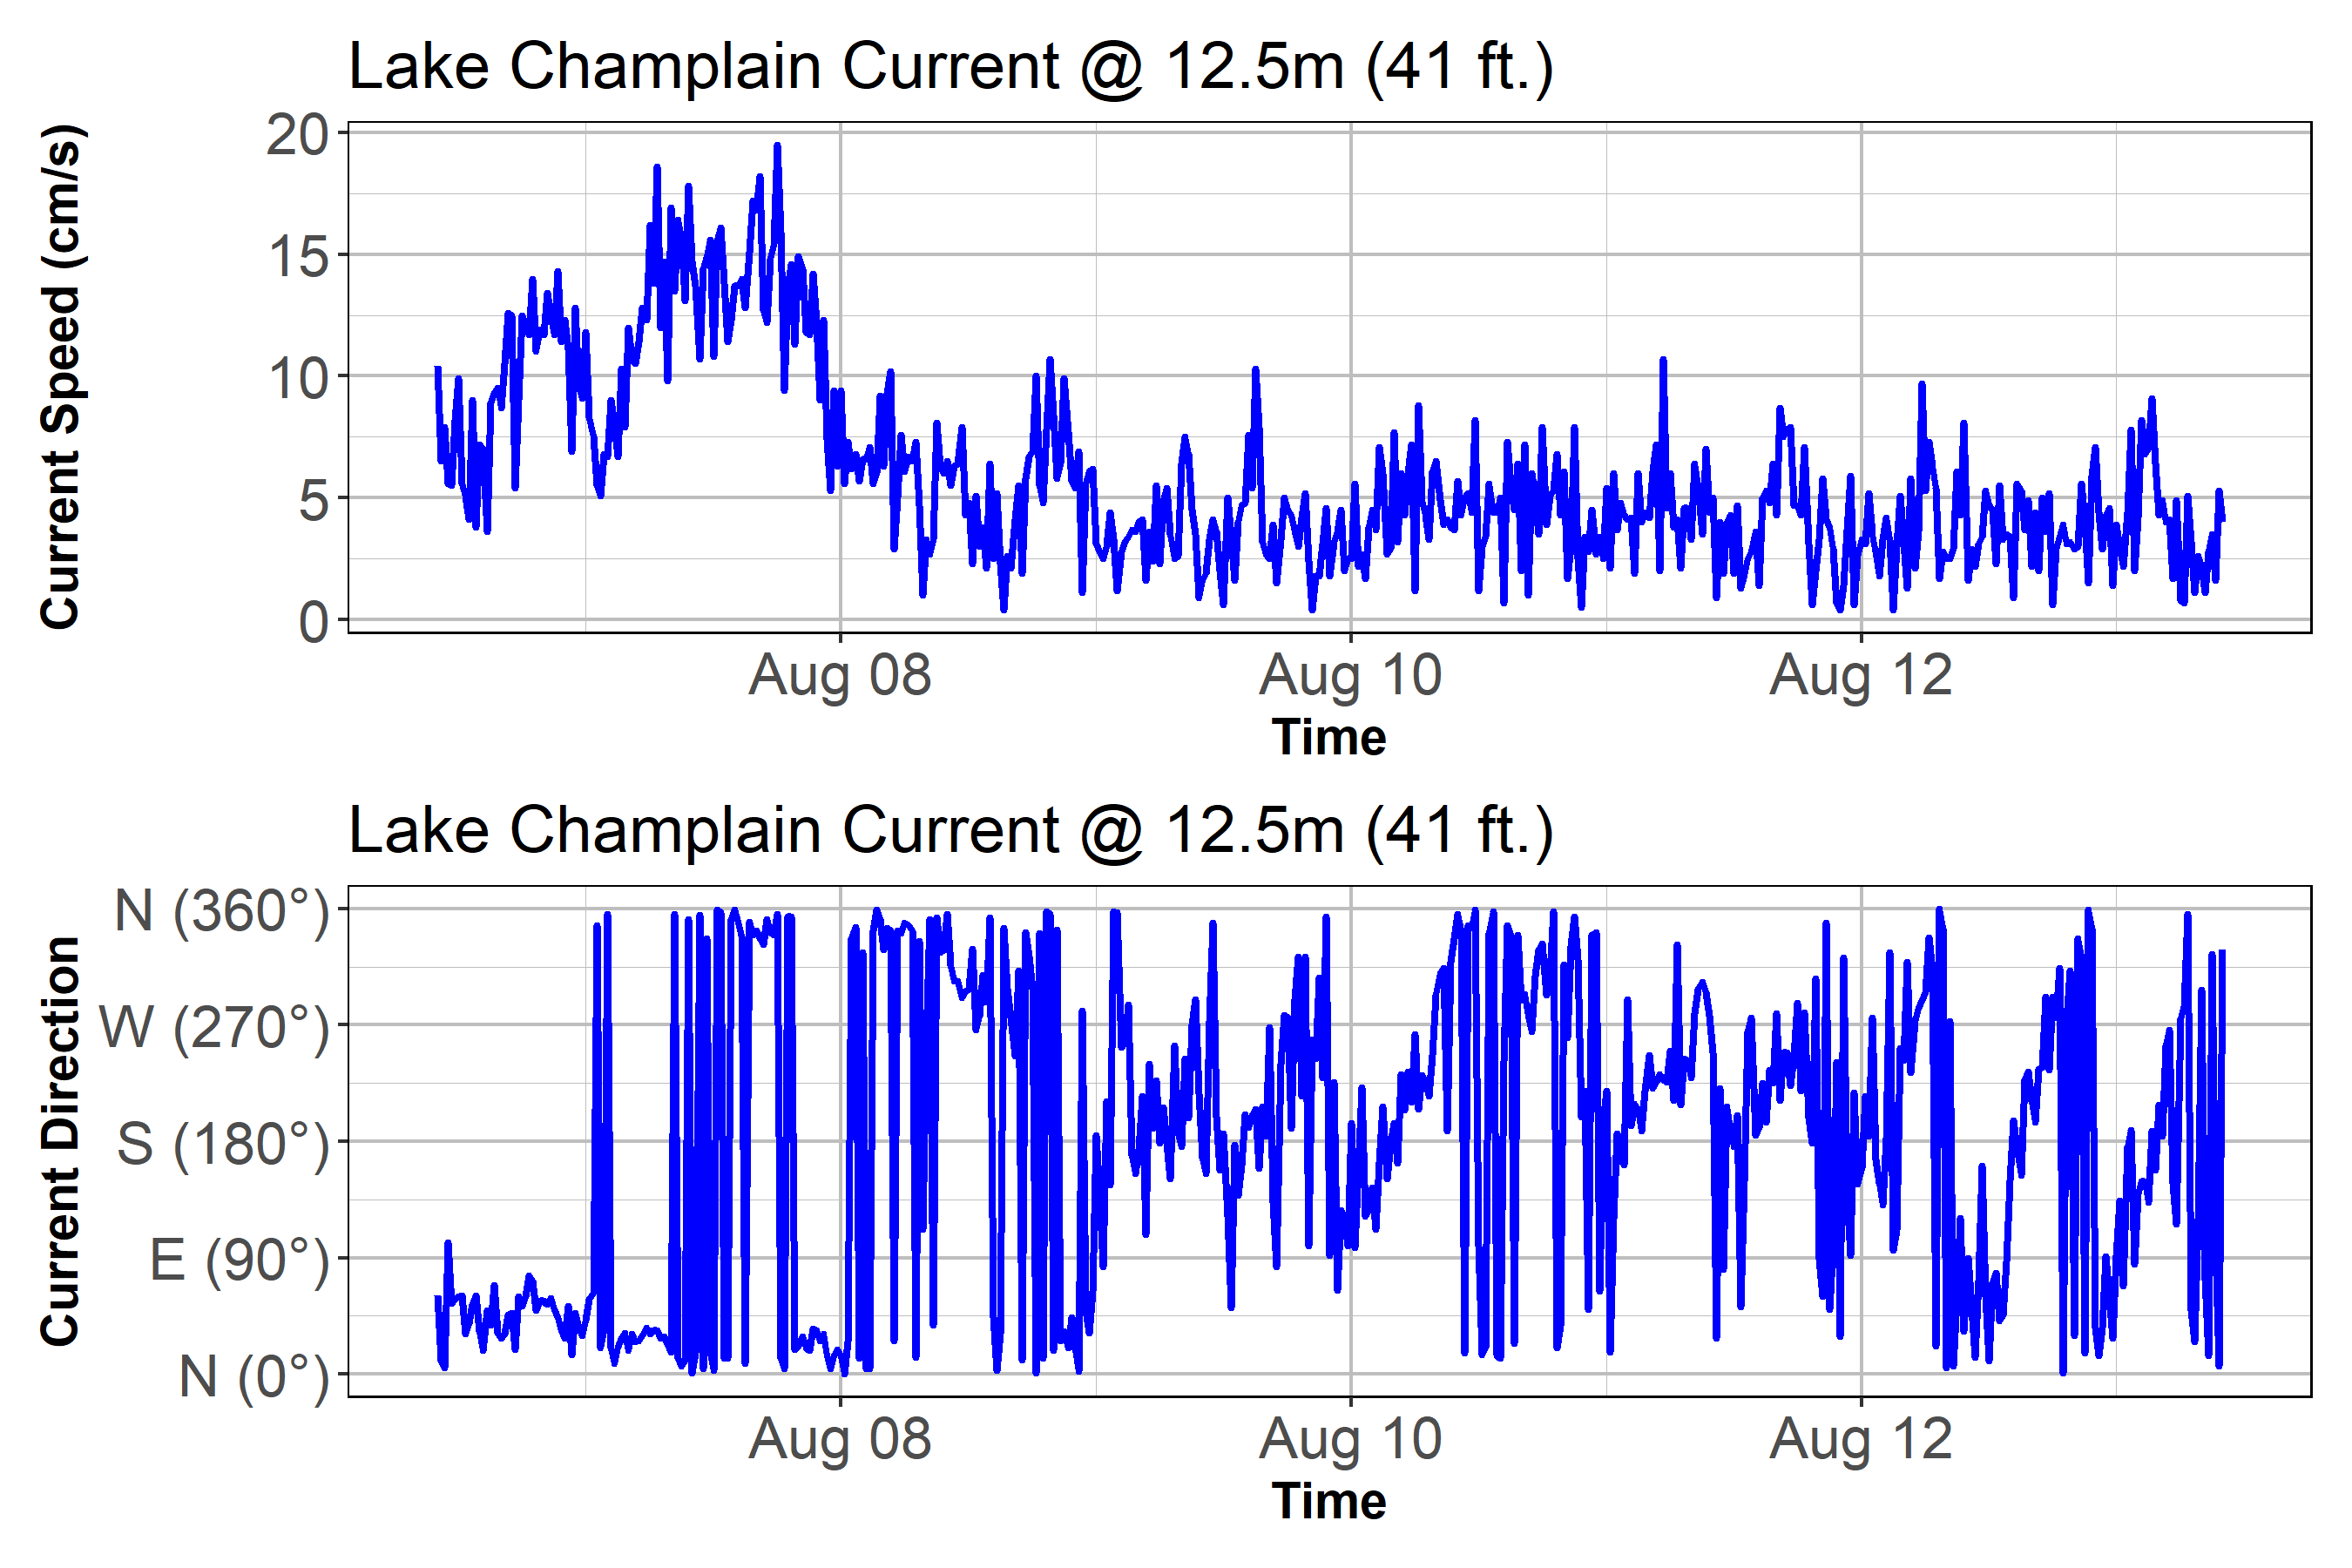 Lake Champlain Current @ 12.5m (41 ft.)
Current Speed (cm/s)
20
15
10
5
0
Aug 08 Aug 10 Aug 12
Time
Lake Champlain Current @ 12.5m (41 ft.)
Current Direction
N (360°)
W (270°)
S (180°)
E (90°)
N (0°)
Aug 08 Aug 10 Aug 12
Time